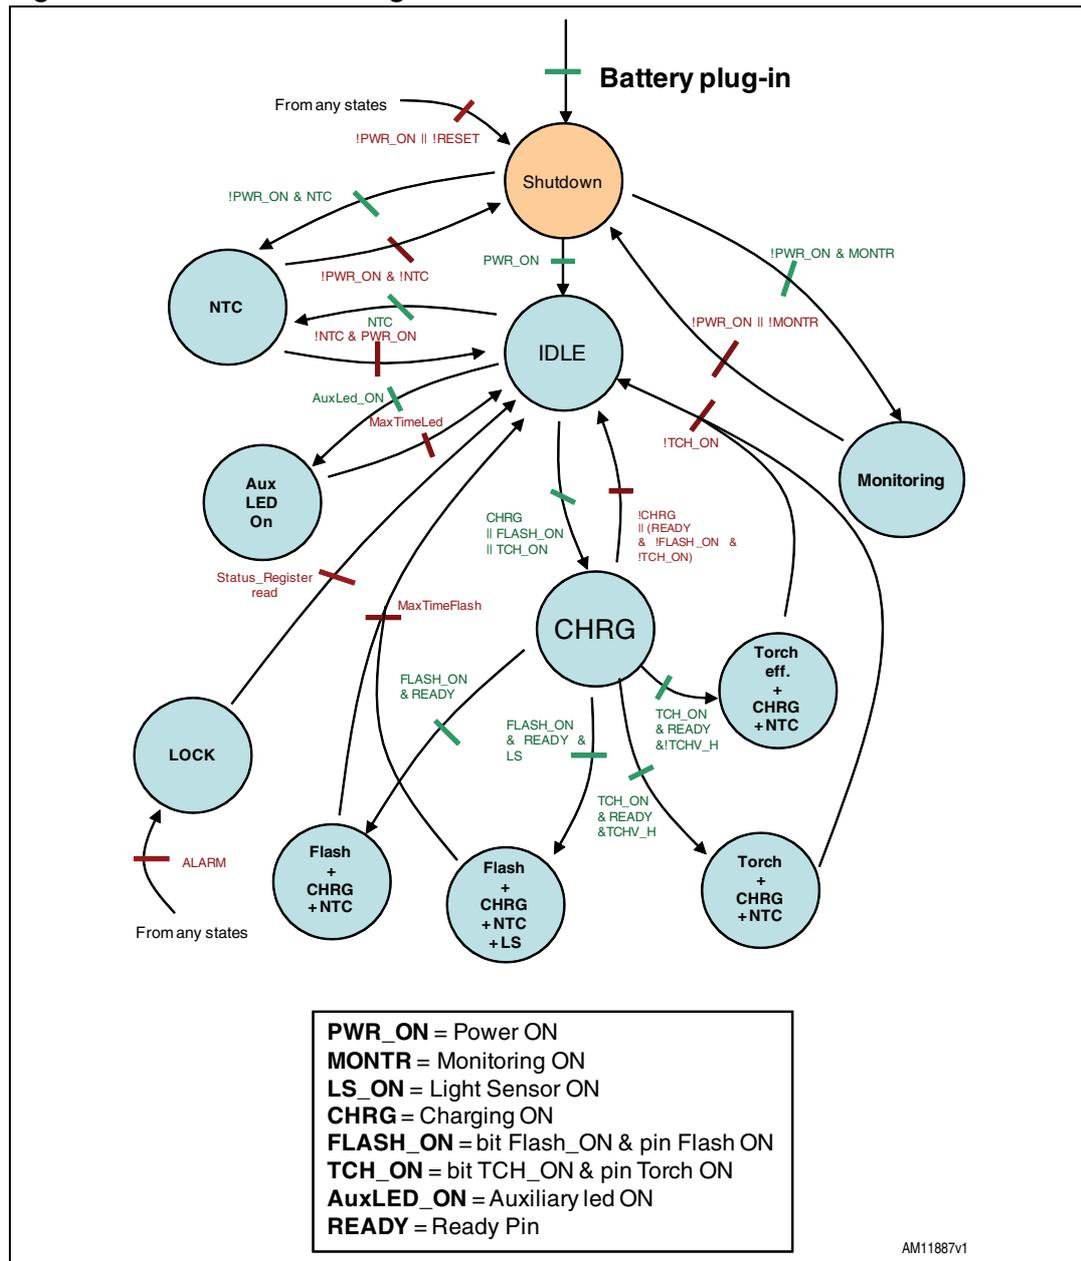 Battery plug-in
From any states
!PWR_ON || !RESET
Shutdown
!PWR_ON & NTC
!PWR_ON & MONTR
PWR_ON
!PWR_ON & !NTC
NTC
NTC
!NTC & PWR_ON
!PWR_ON || !MONTR
IDLE
AuxLed_ON
MaxTimeLed
!TCH_ON
Monitoring
Aux
LED
On
CHRG
|| FLASH_ON
|| TCH_ON
!CHRG
|| (READY
& !FLASH_ON &
!TCH_ON)
Status_Register
read
MaxTimeFlash
CHRG
Torch
eff.
+
CHRG
+NTC
FLASH_ON
& READY
FLASH_ON
& READY &
LS
TCH_ON
& READY
&!TCHV_H
LOCK
TCH_ON
& READY
&TCHV_H
ALARM
From any states
Flash
+
CHRG
+NTC
Flash
+
CHRG
+NTC
+LS
Torch
+
CHRG
+NTC
PWR_ON = Power ON
MONTR = Monitoring ON
LS_ON = Light Sensor ON
CHRG = Charging ON
FLASH_ON = bit Flash_ON & pin Flash ON
TCH_ON = bit TCH_ON & pin Torch ON
AuxLED_ON = Auxiliary led ON
READY = Ready Pin
AM11887v1